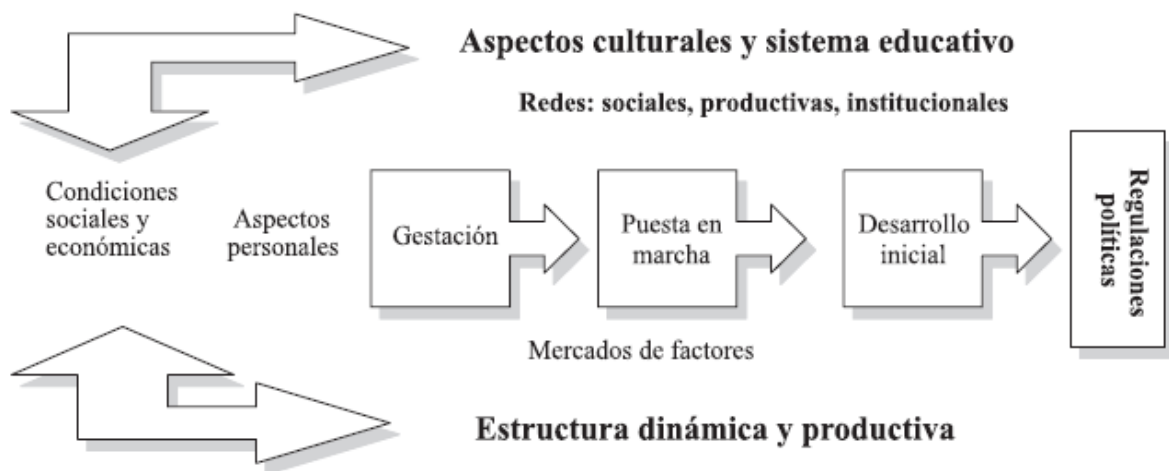 Aspectos culturales y sistema educativo
Redes: sociales, productivas, institucionales
Condiciones
sociales y
económicas
Aspectos
personales
Gestación
Puesta en
marcha
Desarrollo
inicial
Regulaciones
políticas
Mercados de factores
Estructura dinámica y productiva